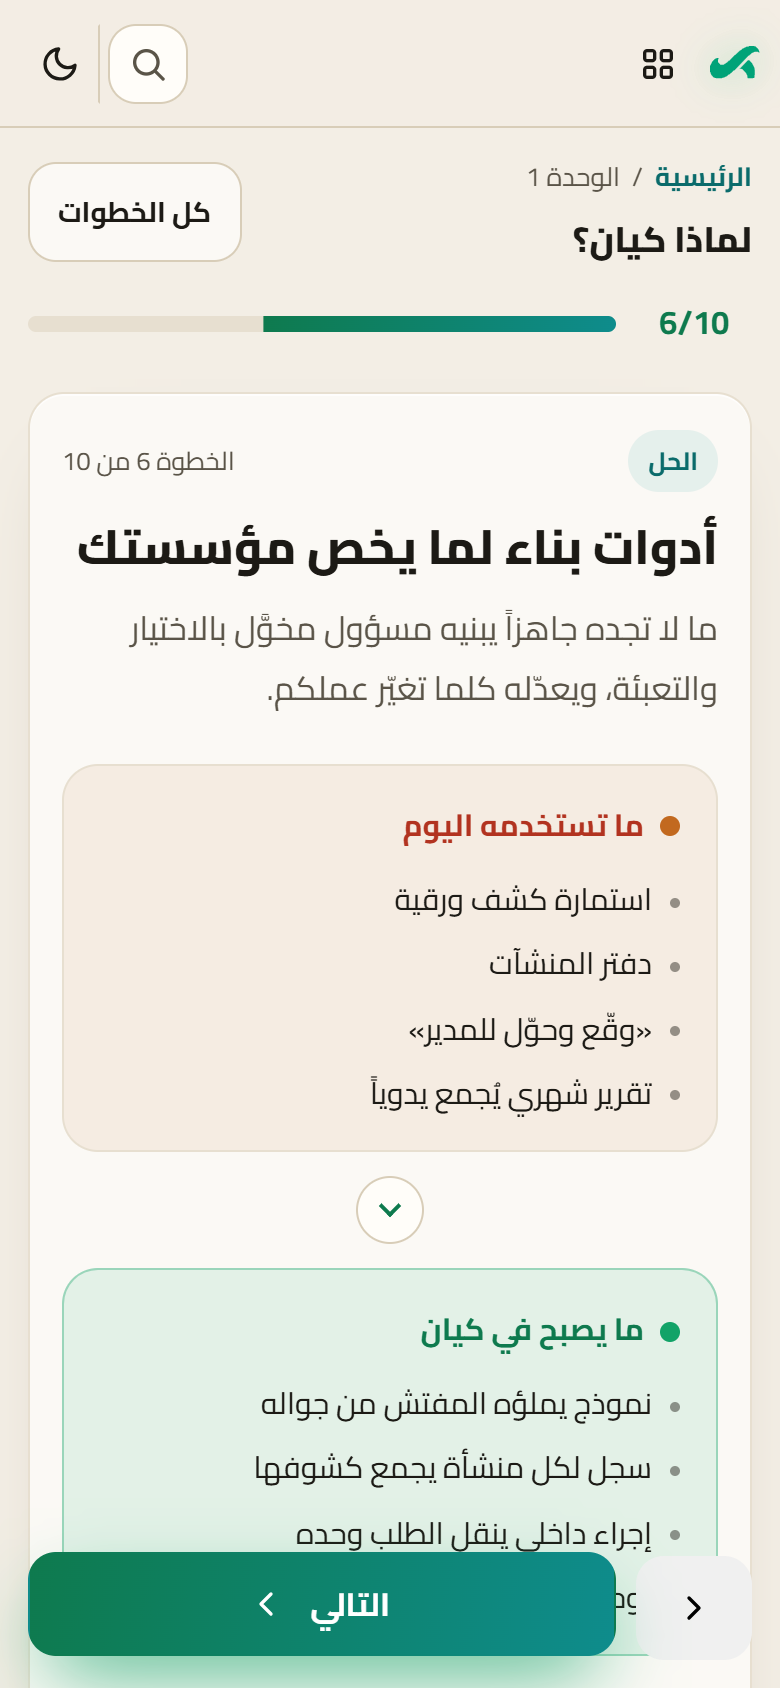 الرئيسية / الوحدة 1
لماذا كيان؟
كل الخطوات
6/10
الحل
الخطوة 6 من 10
أدوات بناء لما يخص مؤسستك
ما لا تجده جاهزاً يبنيه مسؤول مخوَّل بالاختيار
والتعبئة، ويعدّله كلما تغيّر عملكم.
ما تستخدمه اليوم
استمارة كشف ورقية
دفتر المنشآت
«وقّع وحوّل للمدير»
تقرير شهري يُجمع يدوياً
ما يصبح في كيان
نموذج يملؤه المفتش من جواله
سجل لكل منشأة يجمع كشوفها
إجراء داخلي ينقل الطلب وحده
التالي